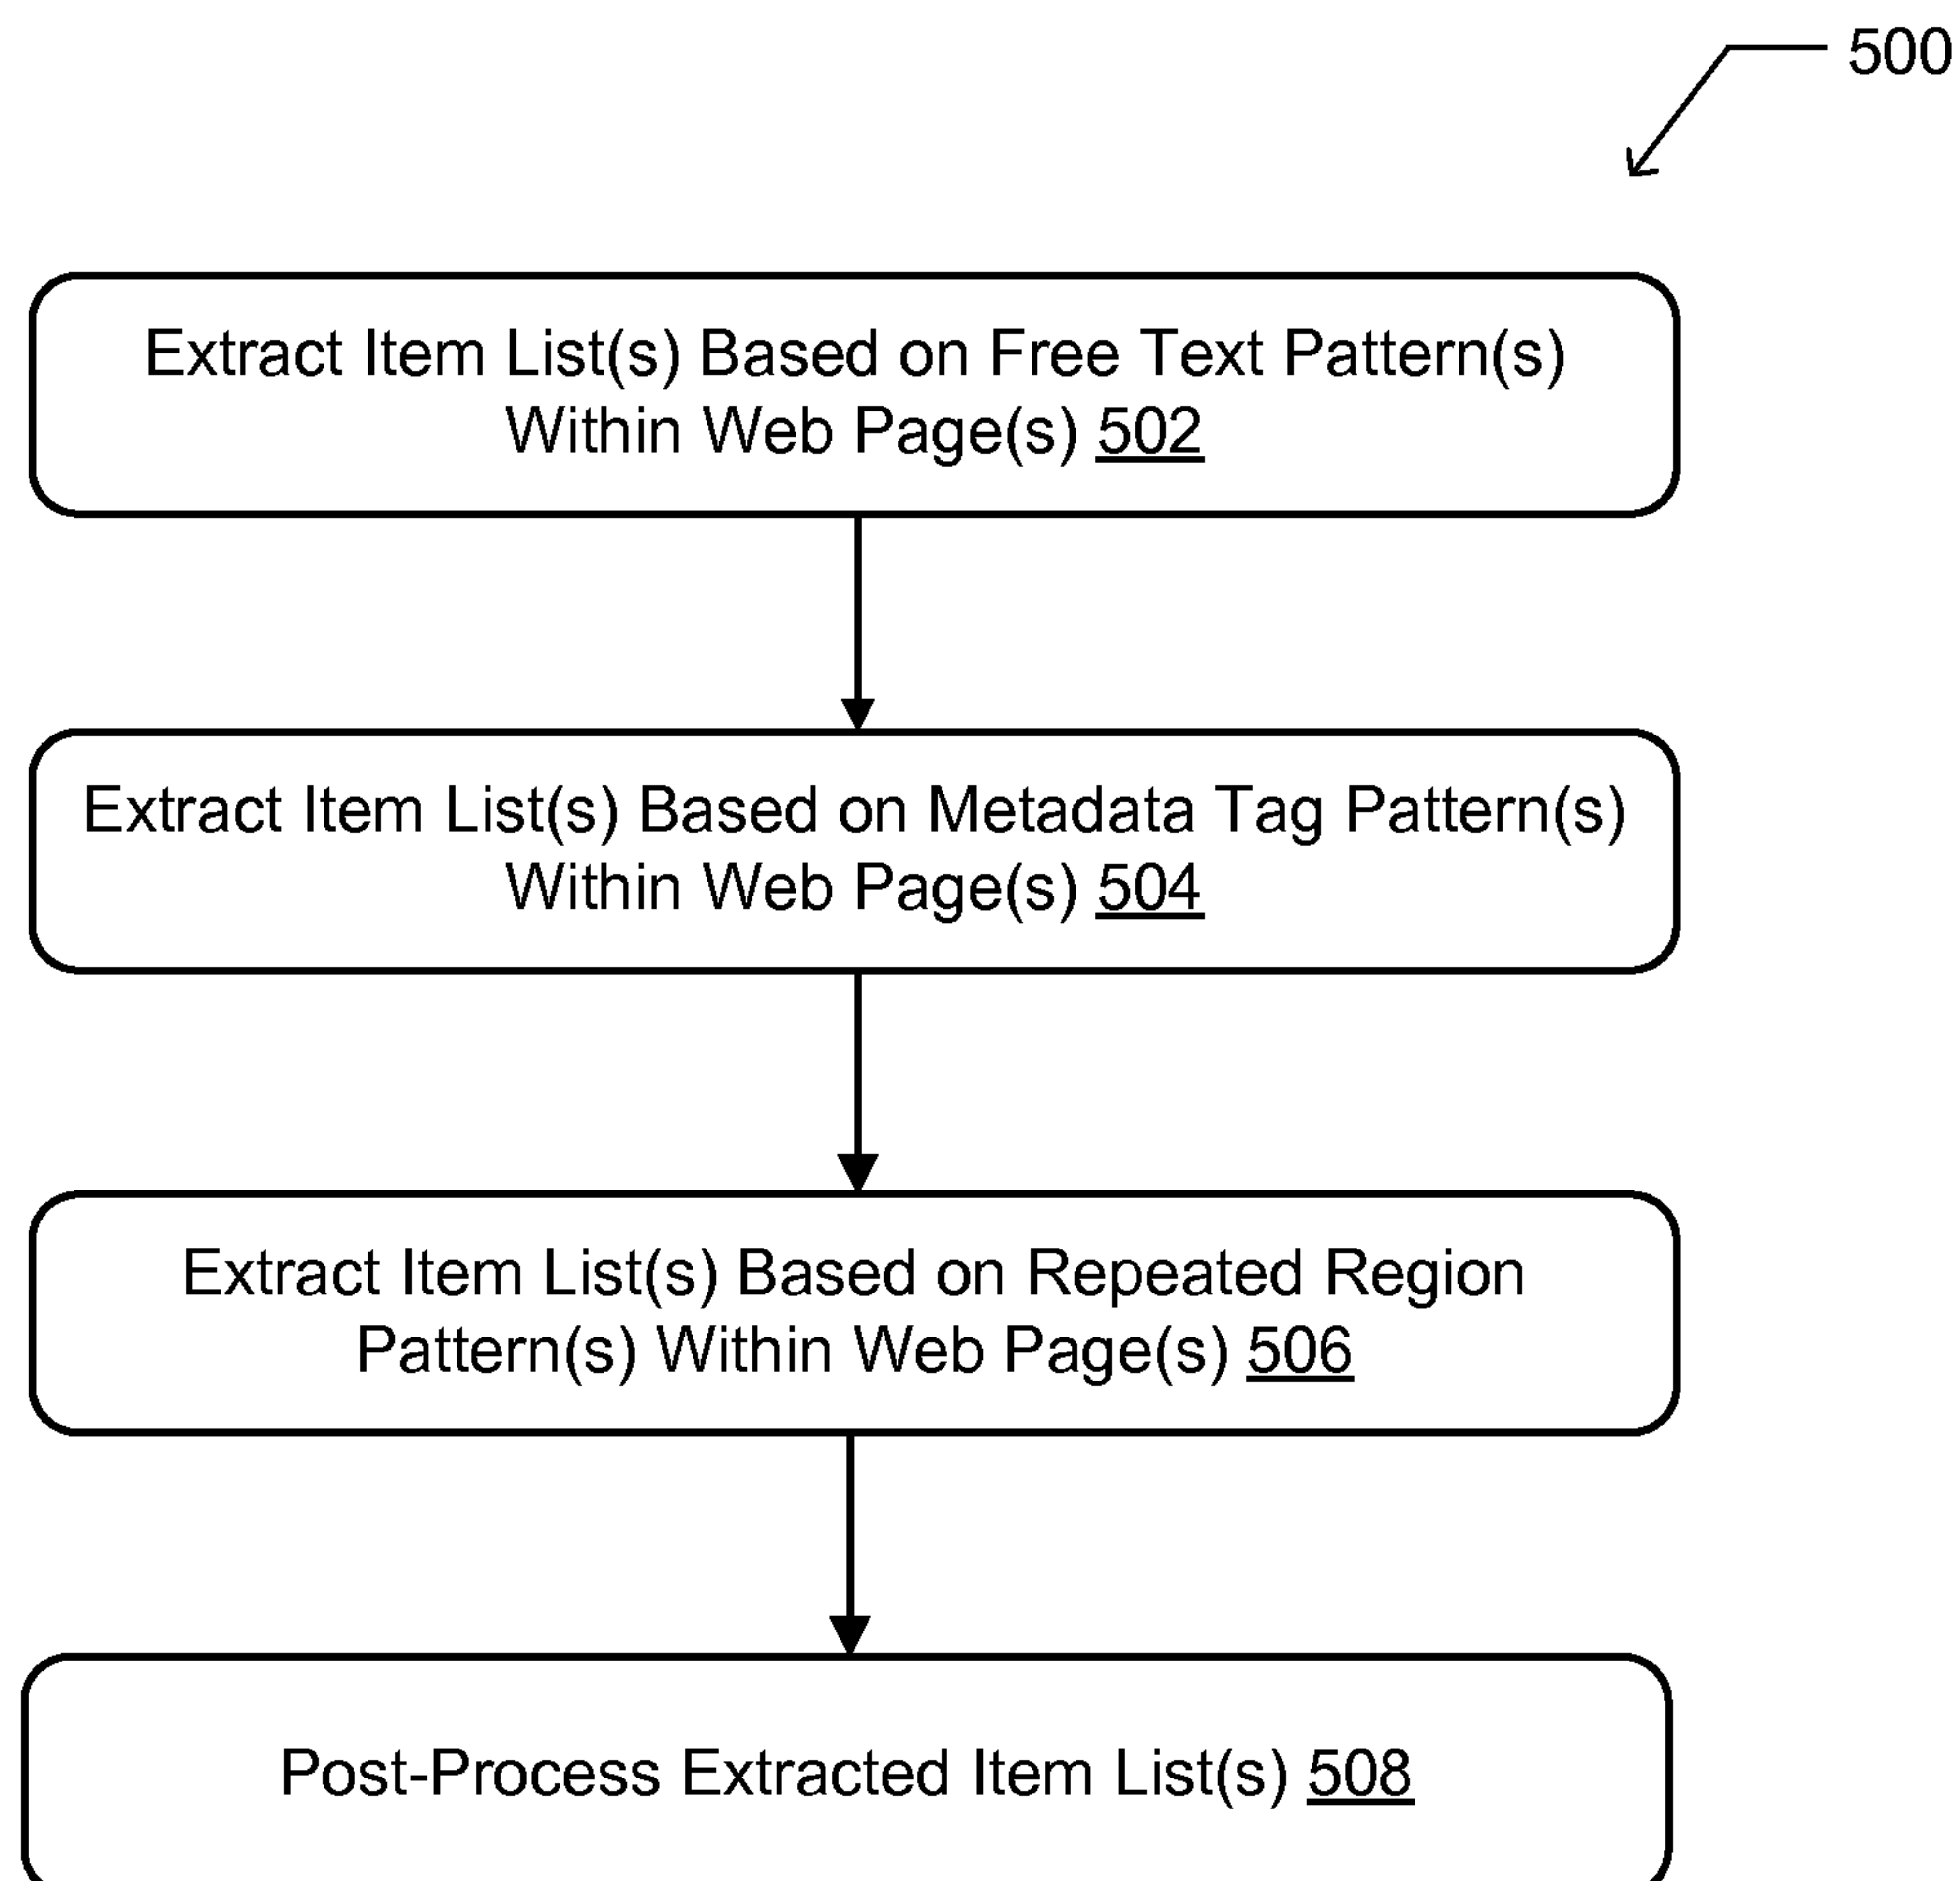 500
Extract Item List(s) Based on Free Text Pattern(s)
Within Web Page(s) 502
Extract Item List(s) Based on Metadata Tag Pattern(s)
Within Web Page(s) 504
Extract Item List(s) Based on Repeated Region
Pattern(s) Within Web Page(s) 506
Post-Process Extracted Item List(s) 508